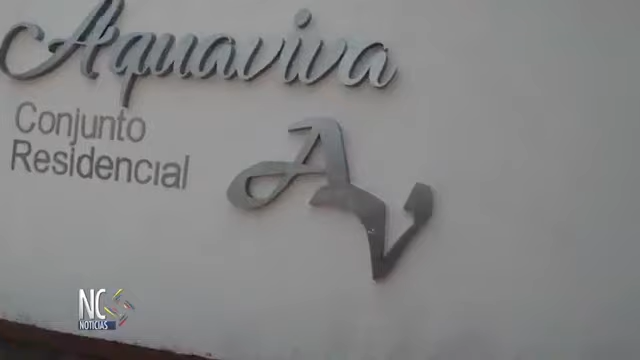 Aquaviva
Conjunto
Residencial
AV
NC
NOTICIAS